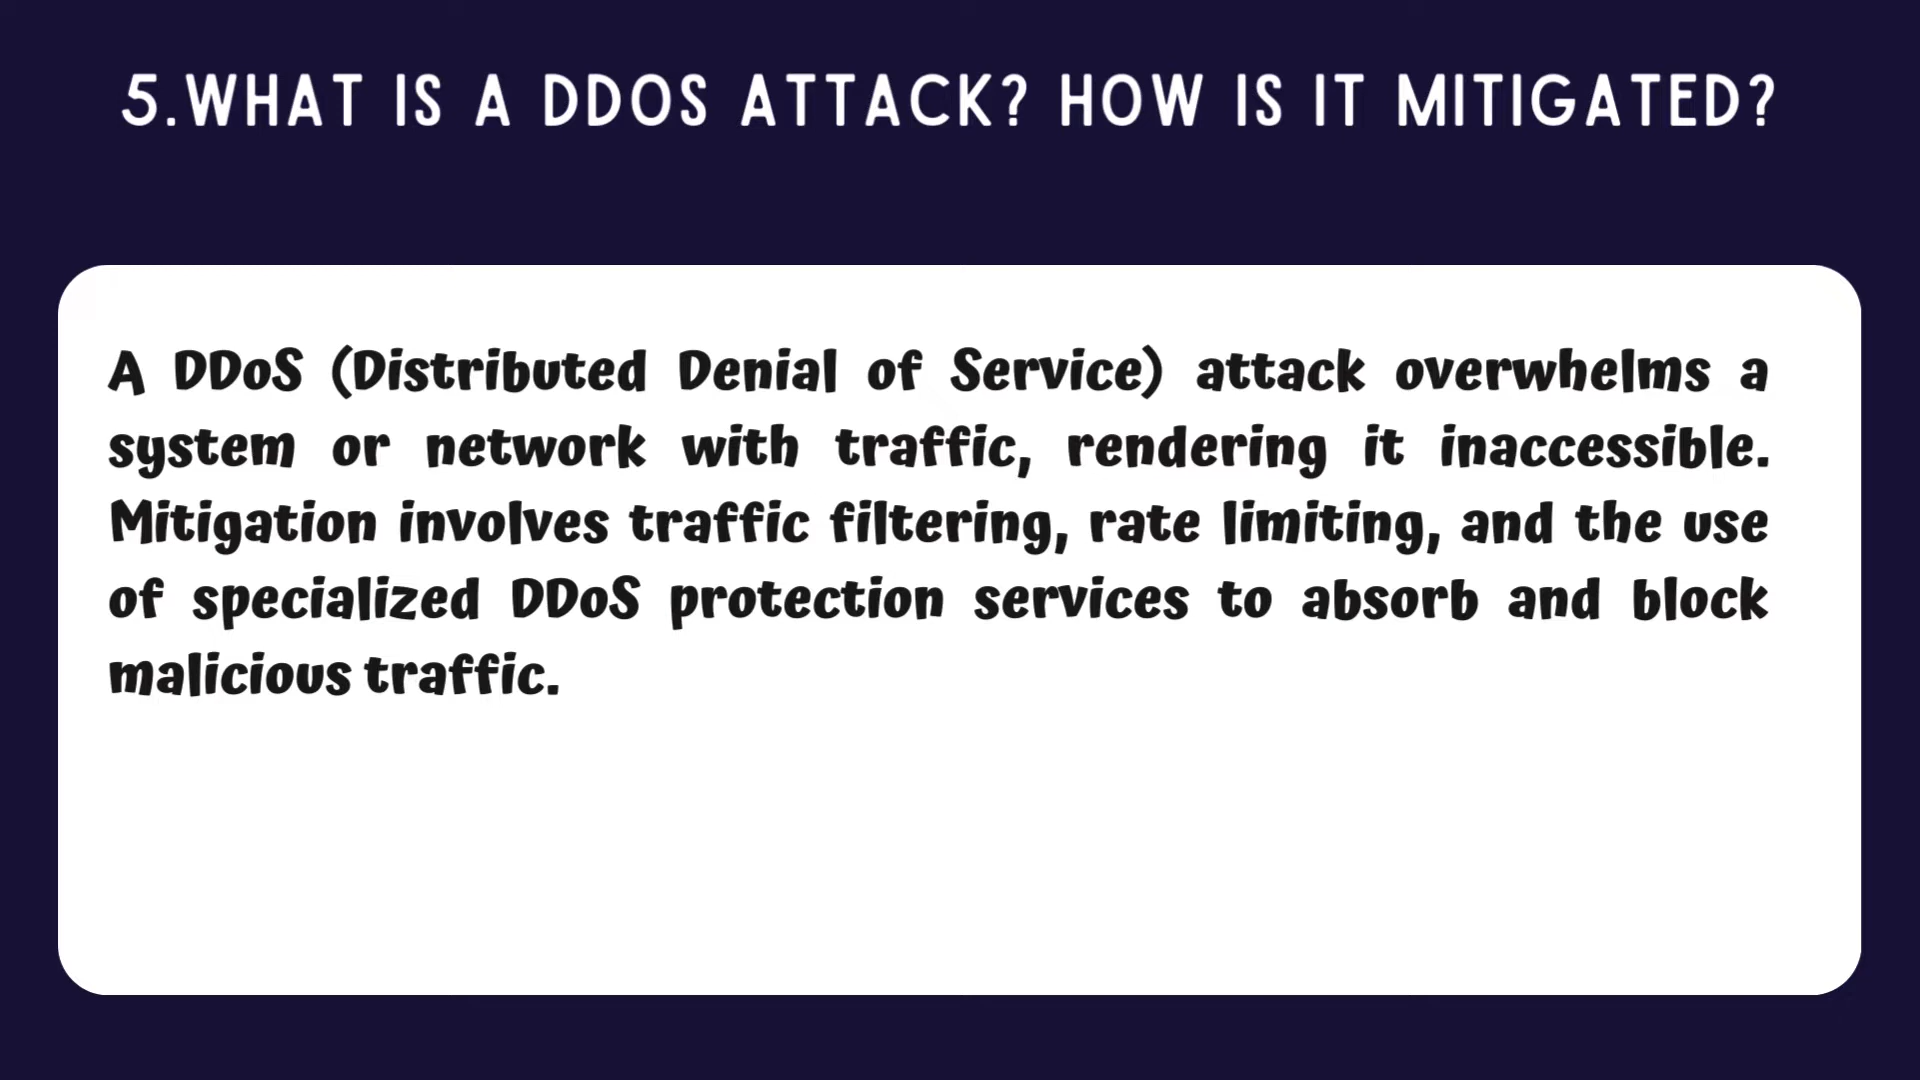 5.WHAT IS A DDOS ATTACK? HOW IS IT MITIGATED?
A DDoS (Distributed Denial of Service) attack overwhelms a
system or network with traffic, rendering it inaccessible.
Mitigation involves traffic filtering, rate limiting, and the use
of specialized DDoS protection services to absorb and block
malicious traffic.